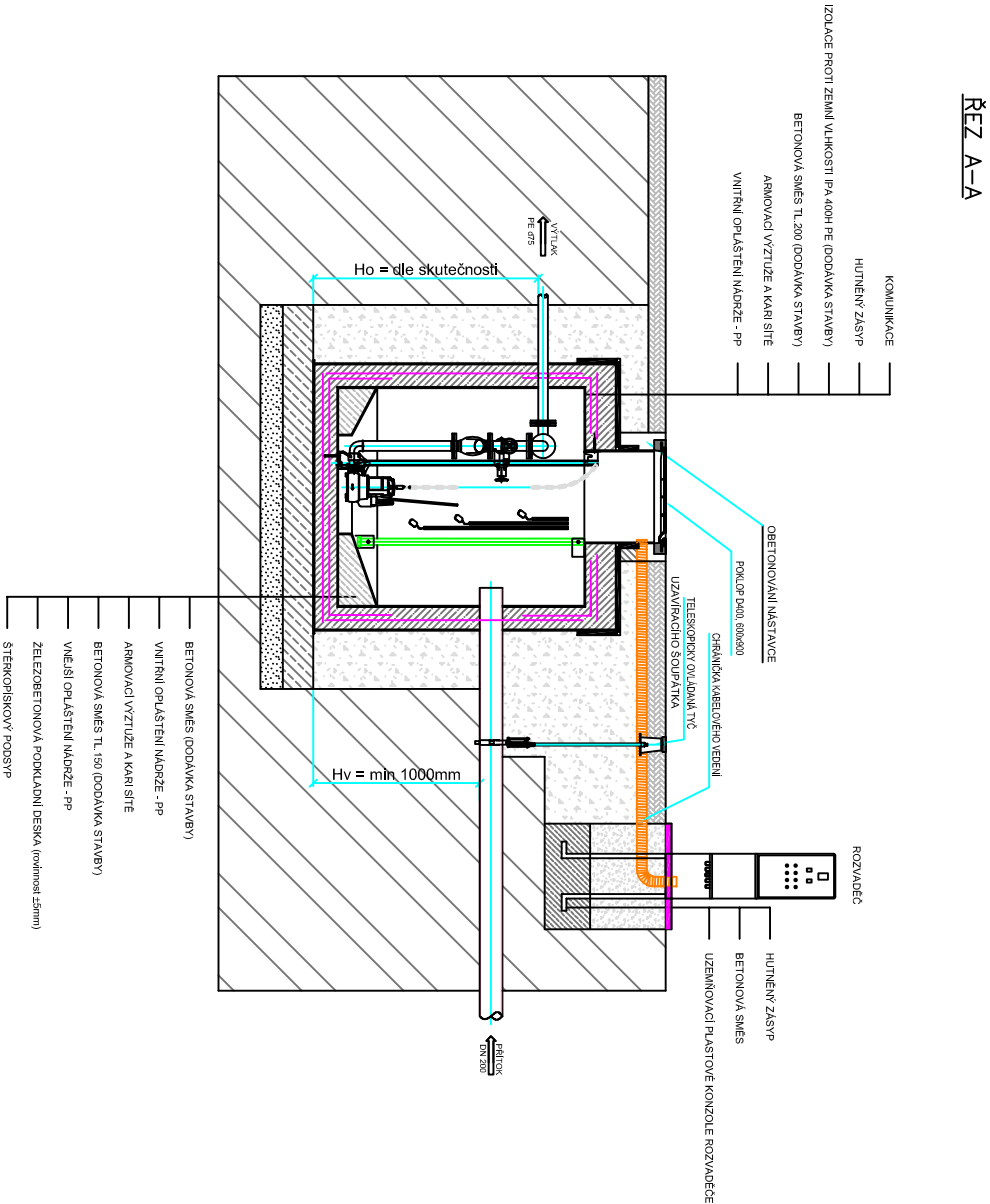 ŘEZ A-A
KOMUNIKACE
HUTNĚNÝ ZÁSYP
IZOLACE PROTI ZEMNÍ VLHKOSTI IPA 400H PE (DODÁVKA STAVBY)
BETONOVÁ SMĚS TL.200 (DODÁVKA STAVBY)
ARMOVACÍ VÝZTUŽE A KARI SÍTĚ
VNITŘNÍ OPLÁŠTĚNÍ NÁDRŽE - PP
OBETONOVÁNÍ NÁSTAVCE
POKLOP D400, 600x900
CHRÁNIČKA KABELOVÉHO VEDENÍ
TELESKOPICKY OVLÁDANÁ TYČ
UZAVÍRACÍHO ŠOUPÁTKA
ROZVADĚČ
HUTNĚNÝ ZÁSYP
BETONOVÁ SMĚS
UZEMŇOVACÍ PLASTOVÉ KONZOLE ROZVADĚČE
VÝTLAK
PE d75
Ho = dle skutečnosti
Hv = min 1000mm
PŘÍTOK
DN 200
BETONOVÁ SMĚS (DODÁVKA STAVBY)
VNITŘNÍ OPLÁŠTĚNÍ NÁDRŽE - PP
ARMOVACÍ VÝZTUŽE A KARI SÍTĚ
BETONOVÁ SMĚS TL. 150 (DODÁVKA STAVBY)
VNĚJŠÍ OPLÁŠTĚNÍ NÁDRŽE - PP
ŽELEZOBETONOVÁ PODKLADNÍ DESKA (rovinnost ±5mm)
ŠTĚRKOPÍSKOVÝ PODSYP